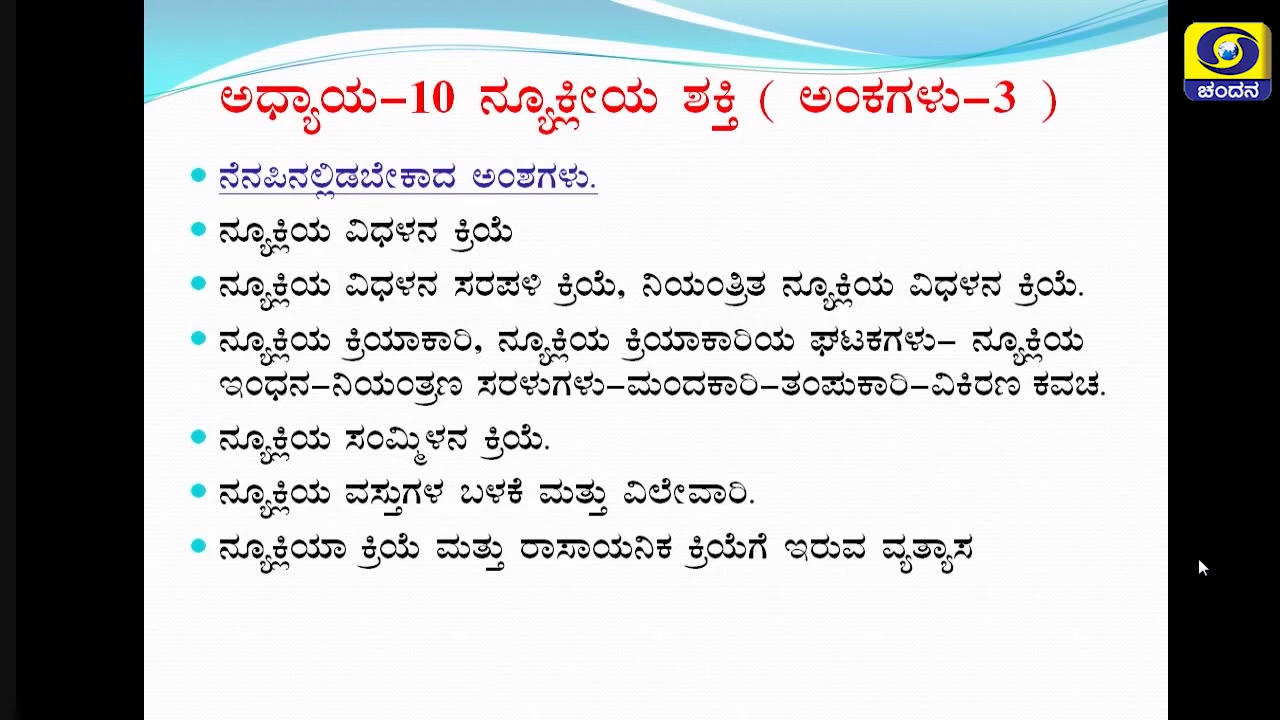 ಅಧ್ಯಾಯ-10 ನ್ಯೂಕ್ಲೀಯ ಶಕ್ತಿ ( ಅಂಕಗಳು-3 )
ಚಂದನ
ನೆನಪಿನಲ್ಲಿಡಬೇಕಾದ ಅಂಶಗಳು.
ನ್ಯೂಕ್ಲಿಯ ವಿಧಳನ ಕ್ರಿಯೆ
ನ್ಯೂಕ್ಲಿಯ ವಿಧಳನ ಸರಪಳಿ ಕ್ರಿಯೆ, ನಿಯಂತ್ರಿತ ನ್ಯೂಕ್ಲಿಯ ವಿಧಳನ ಕ್ರಿಯೆ.
ನ್ಯೂಕ್ಲಿಯ ಕ್ರಿಯಾಕಾರಿ, ನ್ಯೂಕ್ಲಿಯ ಕ್ರಿಯಾಕಾರಿಯ ಘಟಕಗಳು- ನ್ಯೂಕ್ಲಿಯ
ಇಂಧನ-ನಿಯಂತ್ರಣ ಸರಳುಗಳು-ಮಂದಕಾರಿ-ತಂಪುಕಾರಿ-ವಿಕಿರಣ ಕವಚ.
ನ್ಯೂಕ್ಲಿಯ ಸಂಮ್ಮಿಳನ ಕ್ರಿಯೆ.
ನ್ಯೂಕ್ಲಿಯ ವಸ್ತುಗಳ ಬಳಕೆ ಮತ್ತು ವಿಲೇವಾರಿ.
ನ್ಯೂಕ್ಲಿಯಾ ಕ್ರಿಯೆ ಮತ್ತು ರಾಸಾಯನಿಕ ಕ್ರಿಯೆಗೆ ಇರುವ ವ್ಯತ್ಯಾಸ